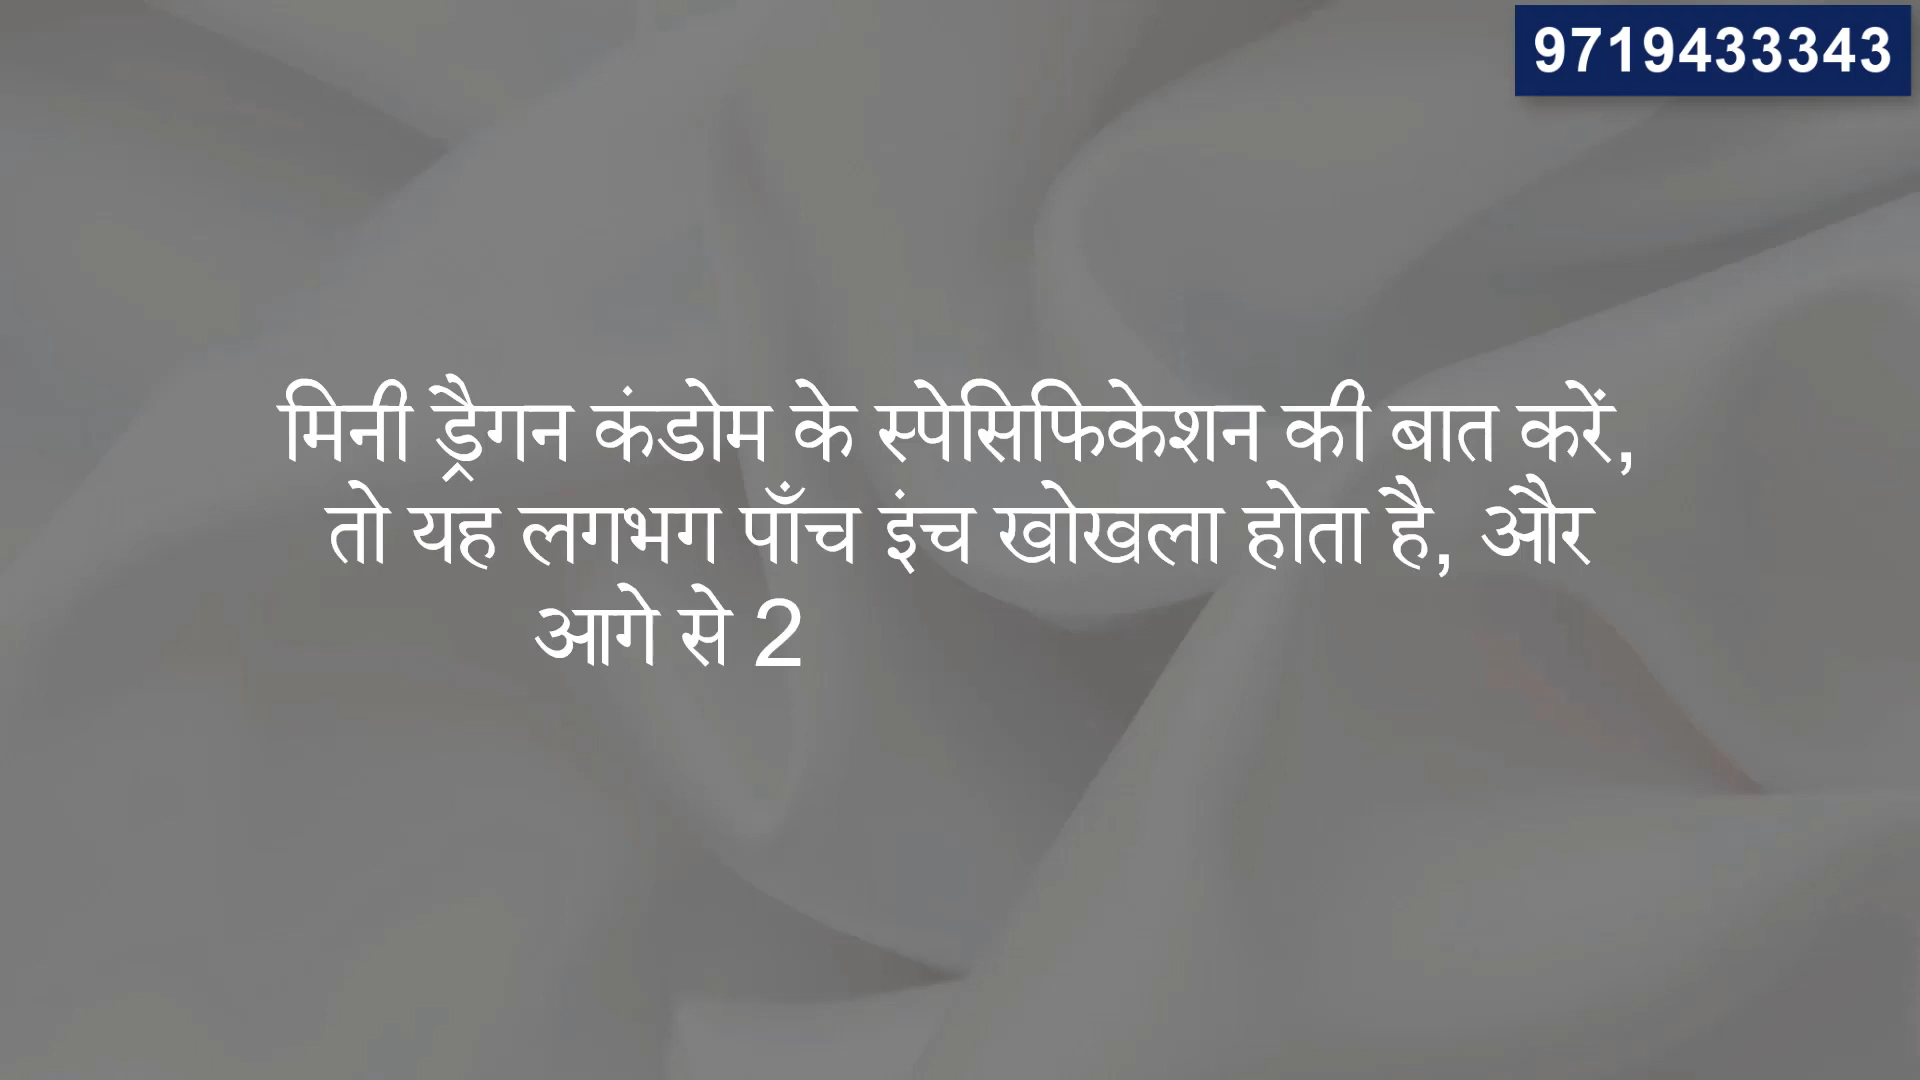 9719433343
मिनी ड्रैगन कंडोम के स्पेसिफिकेशन की बात करें,
तो यह लगभग पाँच इंच खोखला होता है, और
आगे से 2